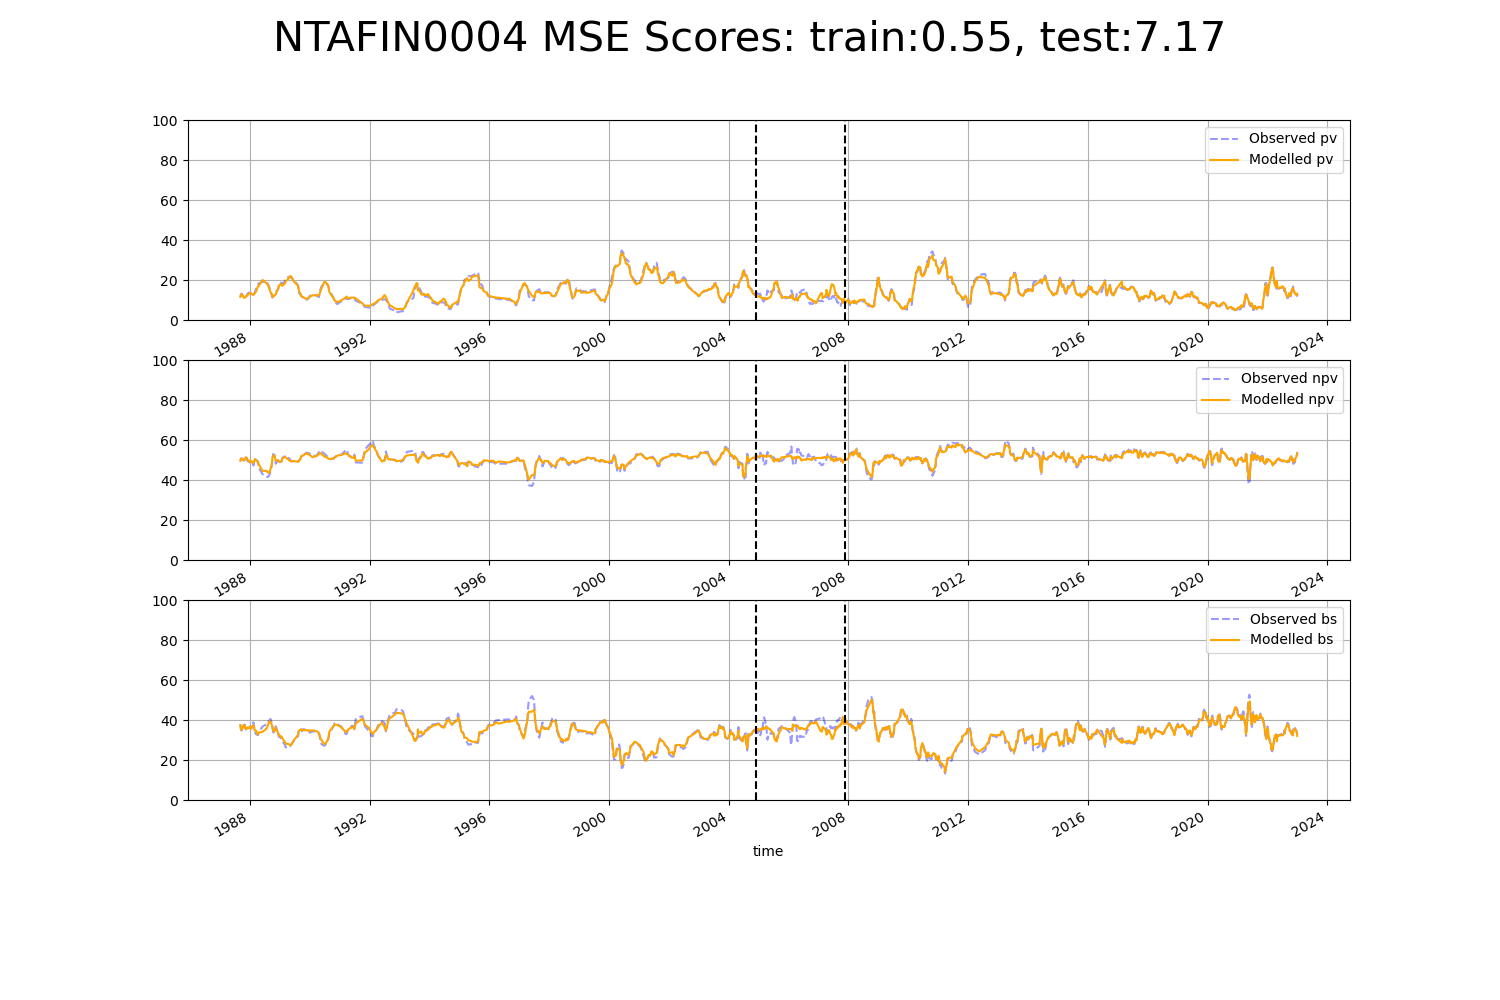 NTAFIN0004 MSE Scores: train:0.55, test:7.17
100
80
60
40
20
0
Observed pv
Modelled pv
1988 1992 1996 2000 2004 2008 2012 2016 2020 2024
100
80
60
40
20
0
Observed npv
Modelled npv
1988 1992 1996 2000 2004 2008 2012 2016 2020 2024
100
80
60
40
20
0
Observed bs
Modelled bs
1988 1992 1996 2000 2004 2008 2012 2016 2020 2024
time